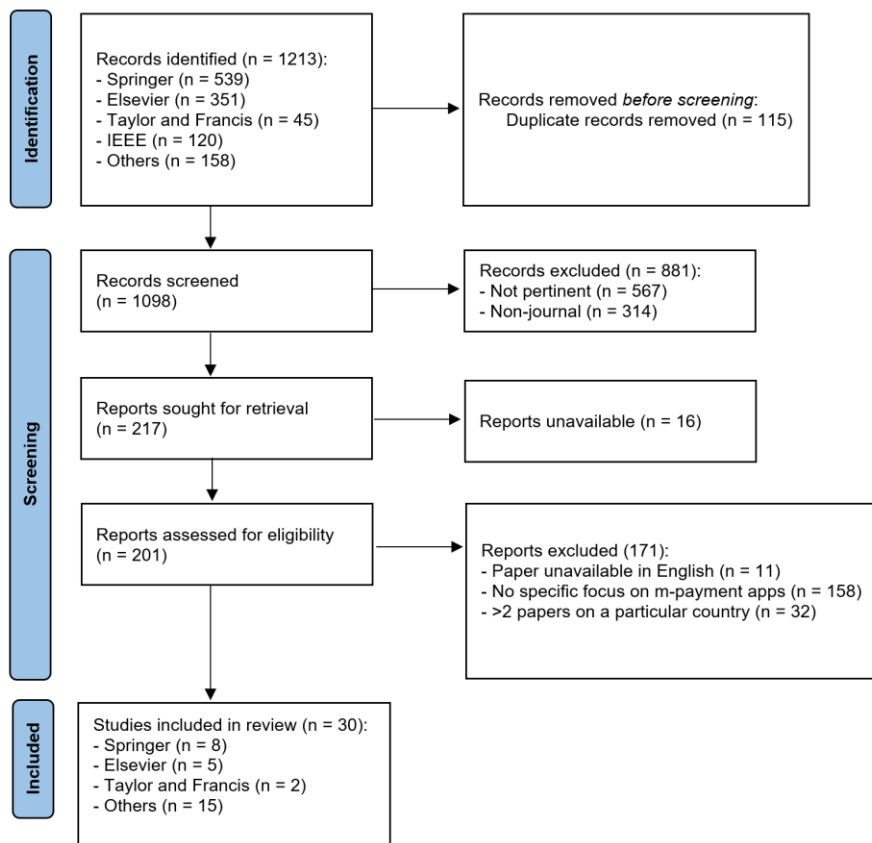 Identification
Records identified (n = 1213):
- Springer (n = 539)
- Elsevier (n = 351)
- Taylor and Francis (n = 45)
- IEEE (n = 120)
- Others (n = 158)
Records removed before screening:
Duplicate records removed (n = 115)
Screening
Records screened
(n = 1098)
Records excluded (n = 881):
- Not pertinent (n = 567)
- Non-journal (n = 314)
Reports sought for retrieval
(n = 217)
Reports unavailable (n = 16)
Reports assessed for eligibility
(n = 201)
Reports excluded (171):
- Paper unavailable in English (n = 11)
- No specific focus on m-payment apps (n = 158)
- >2 papers on a particular country (n = 32)
Included
Studies included in review (n = 30):
- Springer (n = 8)
- Elsevier (n = 5)
- Taylor and Francis (n = 2)
- Others (n = 15)